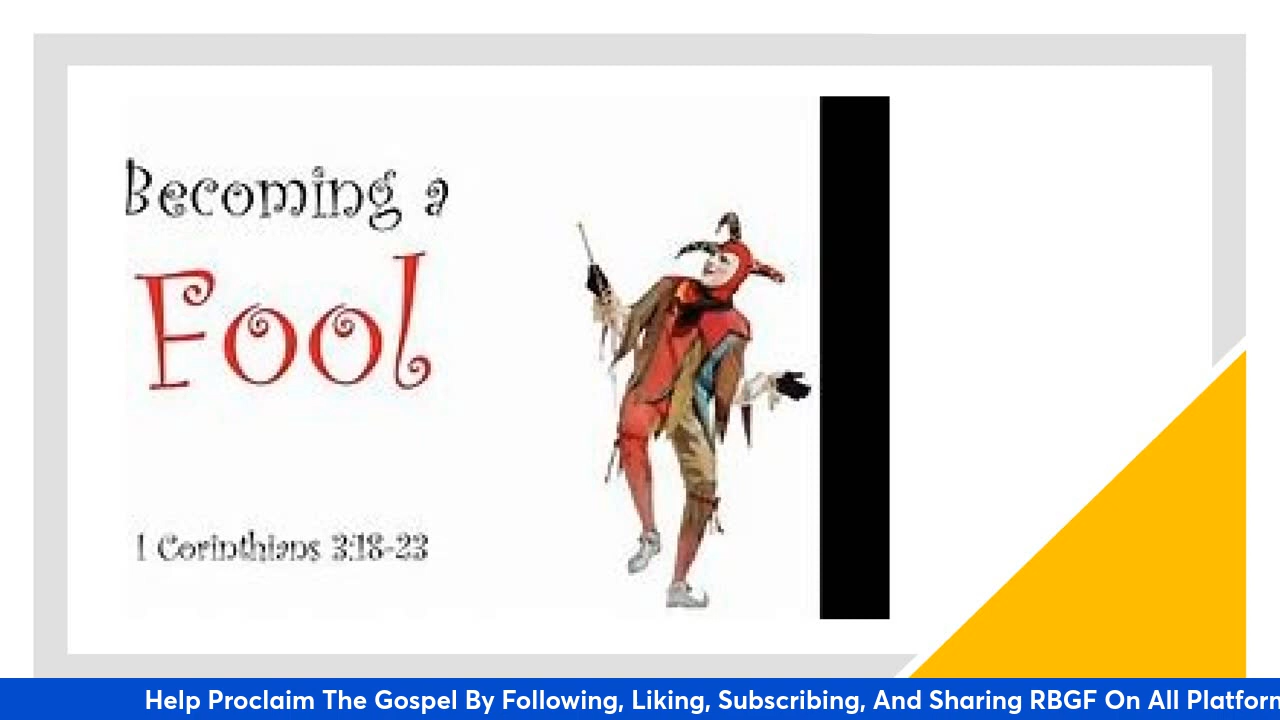 Becoming a
Fool
1 Corinthians 3:18-23
Help Proclaim The Gospel By Following, Liking, Subscribing, And Sharing RBGF On All Platforn